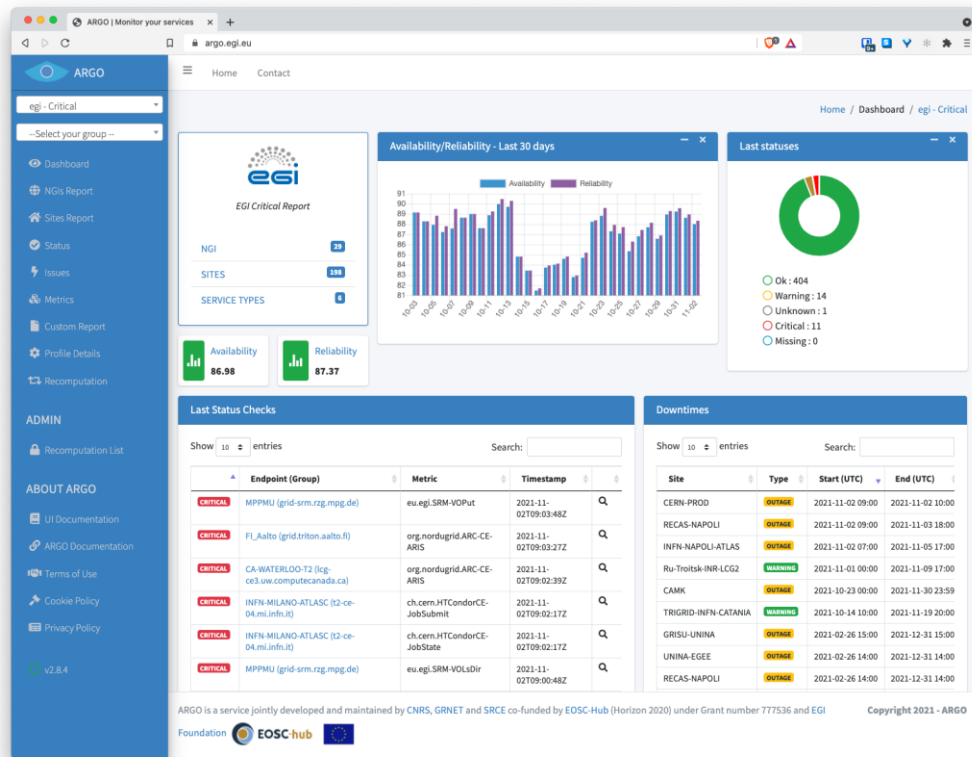 ARGO | Monitor your services
argo.egi.eu
ARGO
egi - Critical
--Select your group --
Dashboard
NGIs Report
Sites Report
Status
Issues
Metrics
Custom Report
Profile Details
Recomputation
ADMIN
Recomputation List
ABOUT ARGO
UI Documentation
ARGO Documentation
Terms of Use
Cookie Policy
Privacy Policy
v2.8.4
Home Contact
Home / Dashboard / egi - Critical
egi
EGI Critical Report
NGI 29
SITES 198
SERVICE TYPES 6
Availability
86.98
Reliability
87.37
Availability/Reliability - Last 30 days
Availability Reliability
91
90
89
88
87
86
85
84
83
82
81
10-03 10-05 10-07 10-09 10-11 10-13 10-15 10-17 10-19 10-21 10-23 10-25 10-27 10-29 10-31 11-02
Last statuses
Ok : 404
Warning : 14
Unknown : 1
Critical : 11
Missing : 0
Last Status Checks
Show 10 entries Search:
Endpoint (Group) Metric Timestamp
CRITICAL MPPMU (grid-srm.rzg.mpg.de) eu.egi.SRM-VOPut 2021-11-
02T09:03:48Z
CRITICAL FI_Aalto (grid.triton.aalto.fi) org.nordugrid.ARC-CE- 2021-11-
ARIS 02T09:03:27Z
CRITICAL CA-WATERLOO-T2 (lcg- org.nordugrid.ARC-CE- 2021-11-
ce3.uw.computecanada.ca) ARIS 02T09:02:39Z
CRITICAL INFN-MILANO-ATLASC (t2-ce- ch.cern.HTCondorCE- 2021-11-
04.mi.infn.it) JobSubmit 02T09:02:17Z
CRITICAL INFN-MILANO-ATLASC (t2-ce- ch.cern.HTCondorCE- 2021-11-
04.mi.infn.it) JobState 02T09:02:17Z
CRITICAL MPPMU (grid-srm.rzg.mpg.de) eu.egi.SRM-VOLsDir 2021-11-
02T09:00:48Z
Downtimes
Show 10 entries Search:
Site Type Start (UTC) End (UTC)
CERN-PROD OUTAGE 2021-11-02 09:00 2021-11-02 10:00
RECAS-NAPOLI OUTAGE 2021-11-02 09:00 2021-11-03 18:00
INFN-NAPOLI-ATLAS OUTAGE 2021-11-02 07:00 2021-11-05 17:00
Ru-Troitsk-INR-LCG2 WARNING 2021-11-01 00:00 2021-11-09 17:00
CAMK OUTAGE 2021-10-23 00:00 2021-11-30 23:59
TRIGRID-INFN-CATANIA WARNING 2021-10-14 10:00 2021-11-19 20:00
GRISU-UNINA OUTAGE 2021-02-26 15:00 2021-12-31 15:00
UNINA-EGEE OUTAGE 2021-02-26 14:00 2021-12-31 14:00
RECAS-NAPOLI OUTAGE 2021-02-26 14:00 2021-12-31 14:00
ARGO is a service jointly developed and maintained by CNRS, GRNET and SRCE co-funded by EOSC-Hub (Horizon 2020) under Grant number 777536 and EGI
Foundation EOSC-hub
Copyright 2021 - ARGO